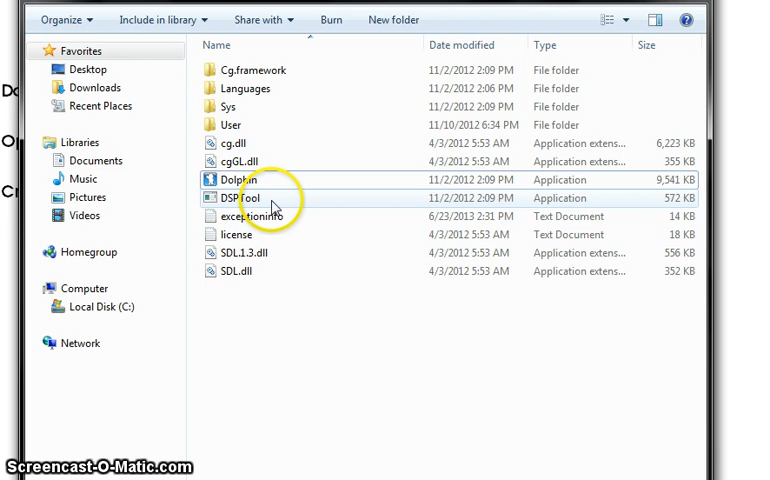 Organize Include in library Share with Burn New folder
Name Date modified Type Size
Favorites
Desktop
Downloads
Recent Places
Libraries
Documents
Music
Pictures
Videos
Homegroup
Computer
Local Disk (C:)
Network
Cg.framework 11/2/2012 2:09 PM File folder
Languages 11/2/2012 2:06 PM File folder
Sys 11/2/2012 2:09 PM File folder
User 11/10/2012 6:34 PM File folder
cg.dll 4/3/2012 5:53 AM Application extens... 6,223 KB
cgGL.dll 4/3/2012 5:53 AM Application extens... 355 KB
Dolphin 11/2/2012 2:09 PM Application 9,541 KB
DSPTool 11/2/2012 2:09 PM Application 572 KB
exceptioninfo 6/23/2013 2:31 PM Text Document 14 KB
license 4/3/2012 5:53 AM Text Document 18 KB
SDL.1.3.dll 4/3/2012 5:53 AM Application extens... 556 KB
SDL.dll 4/3/2012 5:53 AM Application extens... 352 KB
Screencast-O-Matic.com